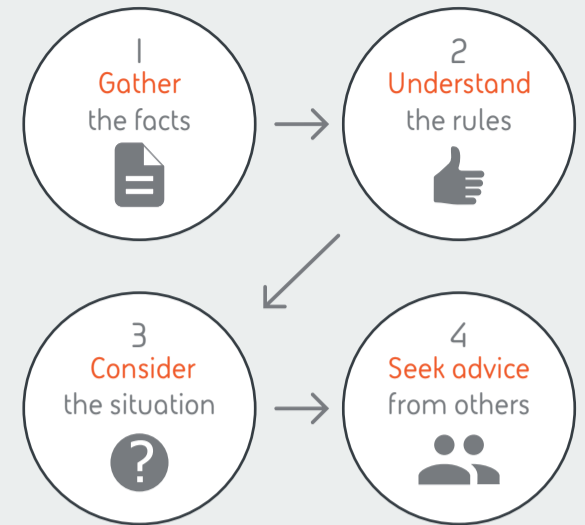 1
Gather
the facts
2
Understand
the rules
3
Consider
the situation
?
4
Seek advice
from others